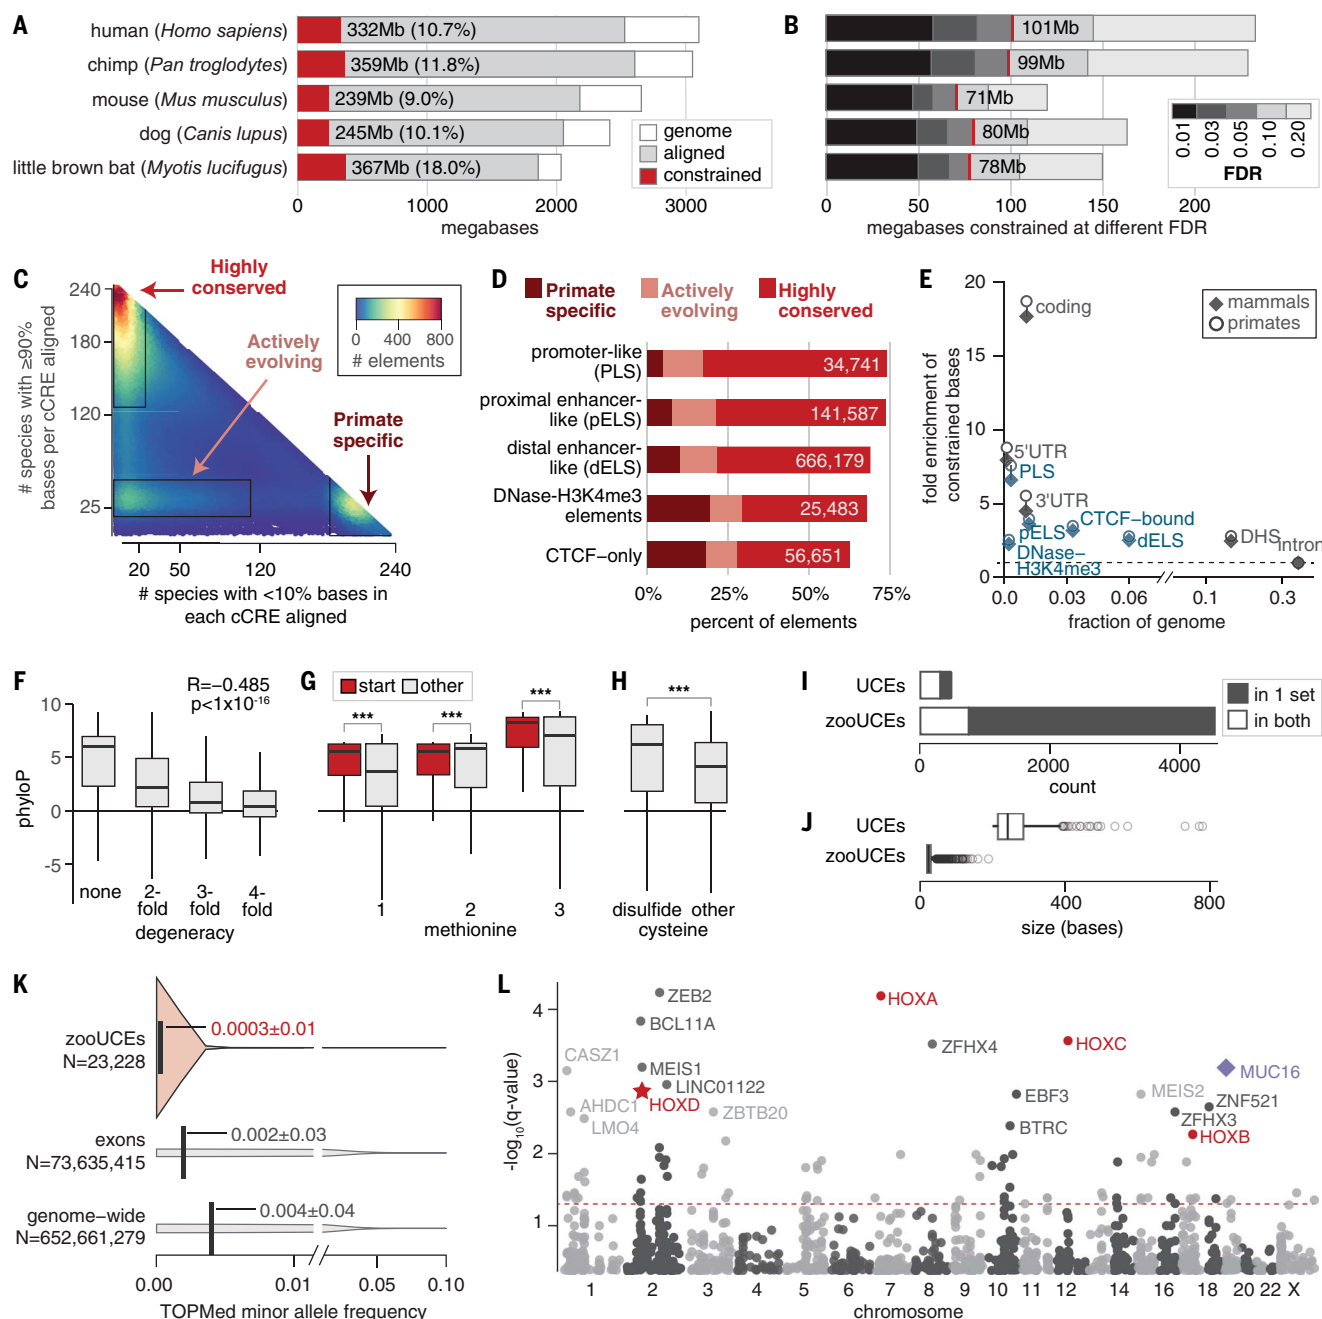 A
human (Homo sapiens)
332Mb (10.7%)
chimp (Pan troglodytes)
359Mb (11.8%)
mouse (Mus musculus)
239Mb (9.0%)
dog (Canis lupus)
245Mb (10.1%)
little brown bat (Myotis lucifugus)
367Mb (18.0%)
genome
aligned
constrained
0 1000 2000 3000
megabases
B
101Mb
99Mb
71Mb
80Mb
78Mb
0.01 0.03 0.05 0.10 0.20
FDR
0 50 100 150 200
megabases constrained at different FDR
C
Highly
conserved
Actively
evolving
Primate
specific
0 400 800
# elements
240
180
120
25
# species with ≥90%
bases per cCRE aligned
20 50 120 240
# species with <10% bases in
each cCRE aligned
D
Primate
specific
Actively
evolving
Highly
conserved
promoter-like
(PLS)
34,741
proximal enhancer-
like (pELS)
141,587
distal enhancer-
like (dELS)
666,179
DNase-H3K4me3
elements
25,483
CTCF-only
56,651
0% 25% 50% 75%
percent of elements
E
mammals
primates
20
15
10
5
0
fold enrichment of
constrained bases
coding
5'UTR
PLS
3'UTR
pELS
CTCF-bound
dELS
DNase-
H3K4me3
DHS
intron
0.0 0.03 0.06 0.1 0.3
fraction of genome
F
R=-0.485
p<1x10-16
10
5
0
-5
phyloP
none
2-
fold
3-
fold
4-
fold
degeneracy
G
start other
*** *** ***
1 2 3
methionine
H
***
disulfide other
cysteine
I
UCEs
zooUCEs
in 1 set
in both
0 2000 4000
count
J
UCEs
zooUCEs
0 400 800
size (bases)
K
zooUCEs
N=23,228
0.0003±0.01
exons
N=73,635,415
0.002±0.03
genome-wide
N=652,661,279
0.004±0.04
0.00 0.01 0.05 0.10
TOPMed minor allele frequency
L
4
3
2
1
-log10(q-value)
ZEB2
BCL11A
CASZ1
MEIS1
LINC01122
HOXD
AHDC1
LMO4
ZBTB20
HOXA
ZFHX4
HOXC
EBF3
BTRC
MUC16
MEIS2
ZNF521
ZFHX3
HOXB
1 2 3 4 5 6 7 8 9 10 11 12 14 16 18 20 22 X
chromosome